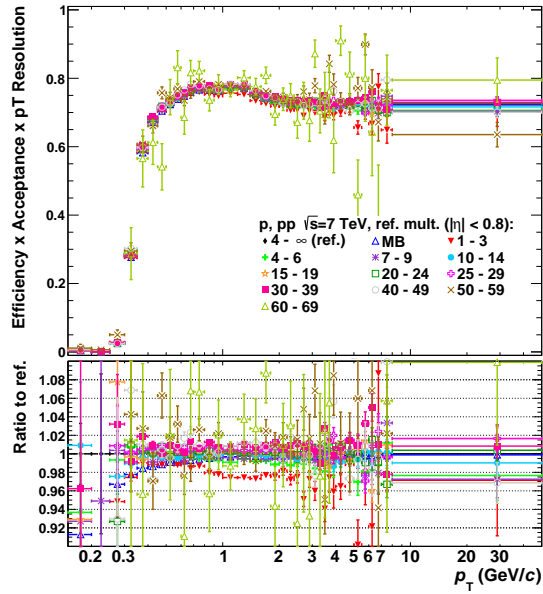 Efficiency x Acceptance x pT Resolution
1
0.8
0.6
0.4
0.2
0
p, pp √s=7 TeV, ref. mult. (|η| < 0.8):
4 - ∞ (ref.) MB 1 - 3
4 - 6 7 - 9 10 - 14
15 - 19 20 - 24 25 - 29
30 - 39 40 - 49 50 - 59
60 - 69
Ratio to ref.
1.08
1.06
1.04
1.02
1
0.98
0.96
0.94
0.92
0.2 0.3 1 2 3 4 5 6 7 10 20 30
p_T (GeV/c)